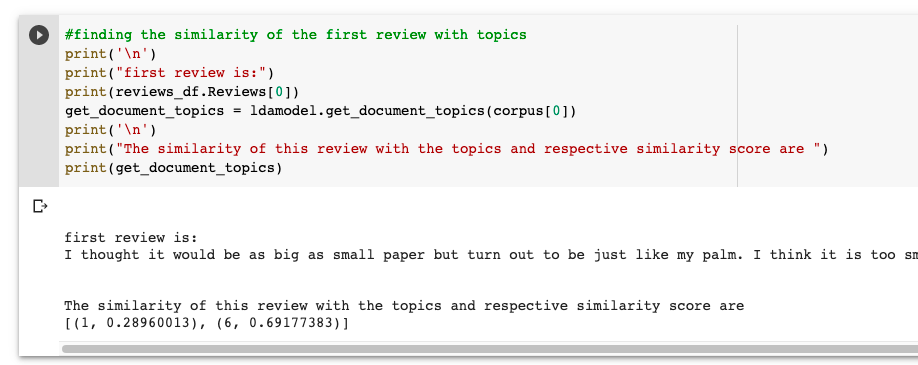 #finding the similarity of the first review with topics
print('\n')
print("first review is:")
print(reviews_df.Reviews[0])
get_document_topics = ldamodel.get_document_topics(corpus[0])
print('\n')
print("The similarity of this review with the topics and respective similarity score are ")
print(get_document_topics)
first review is:
I thought it would be as big as small paper but turn out to be just like my palm. I think it is too
The similarity of this review with the topics and respective similarity score are
[(1, 0.28960013), (6, 0.69177383)]